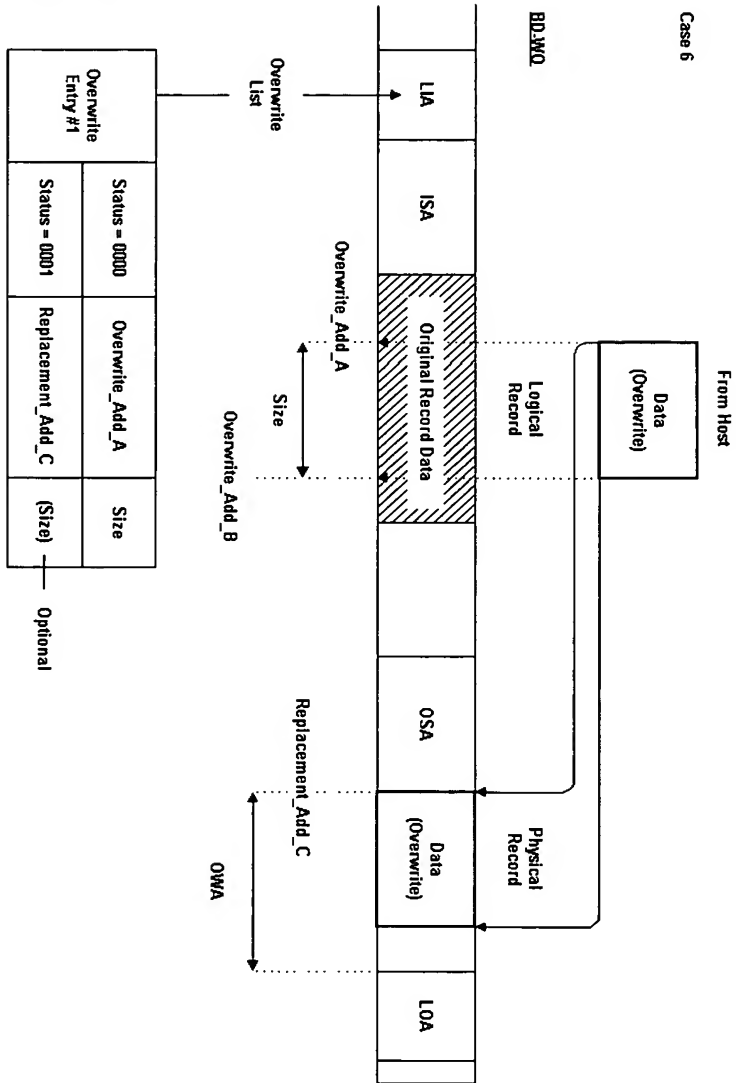 Case 6
From Host
Data
(Overwrite)
BD-WO
Logical
Record
Physical
Record
LIA
ISA
Original Record Data
OSA
Data
(Overwrite)
LOA
Overwrite_Add_A
Replacement_Add_C
Size
OWA
Overwrite
List
Overwrite_Add_B
Overwrite
Entry #1
Status = 0000
Overwrite_Add_A
Size
Status = 0001
Replacement_Add_C
(Size)
Optional